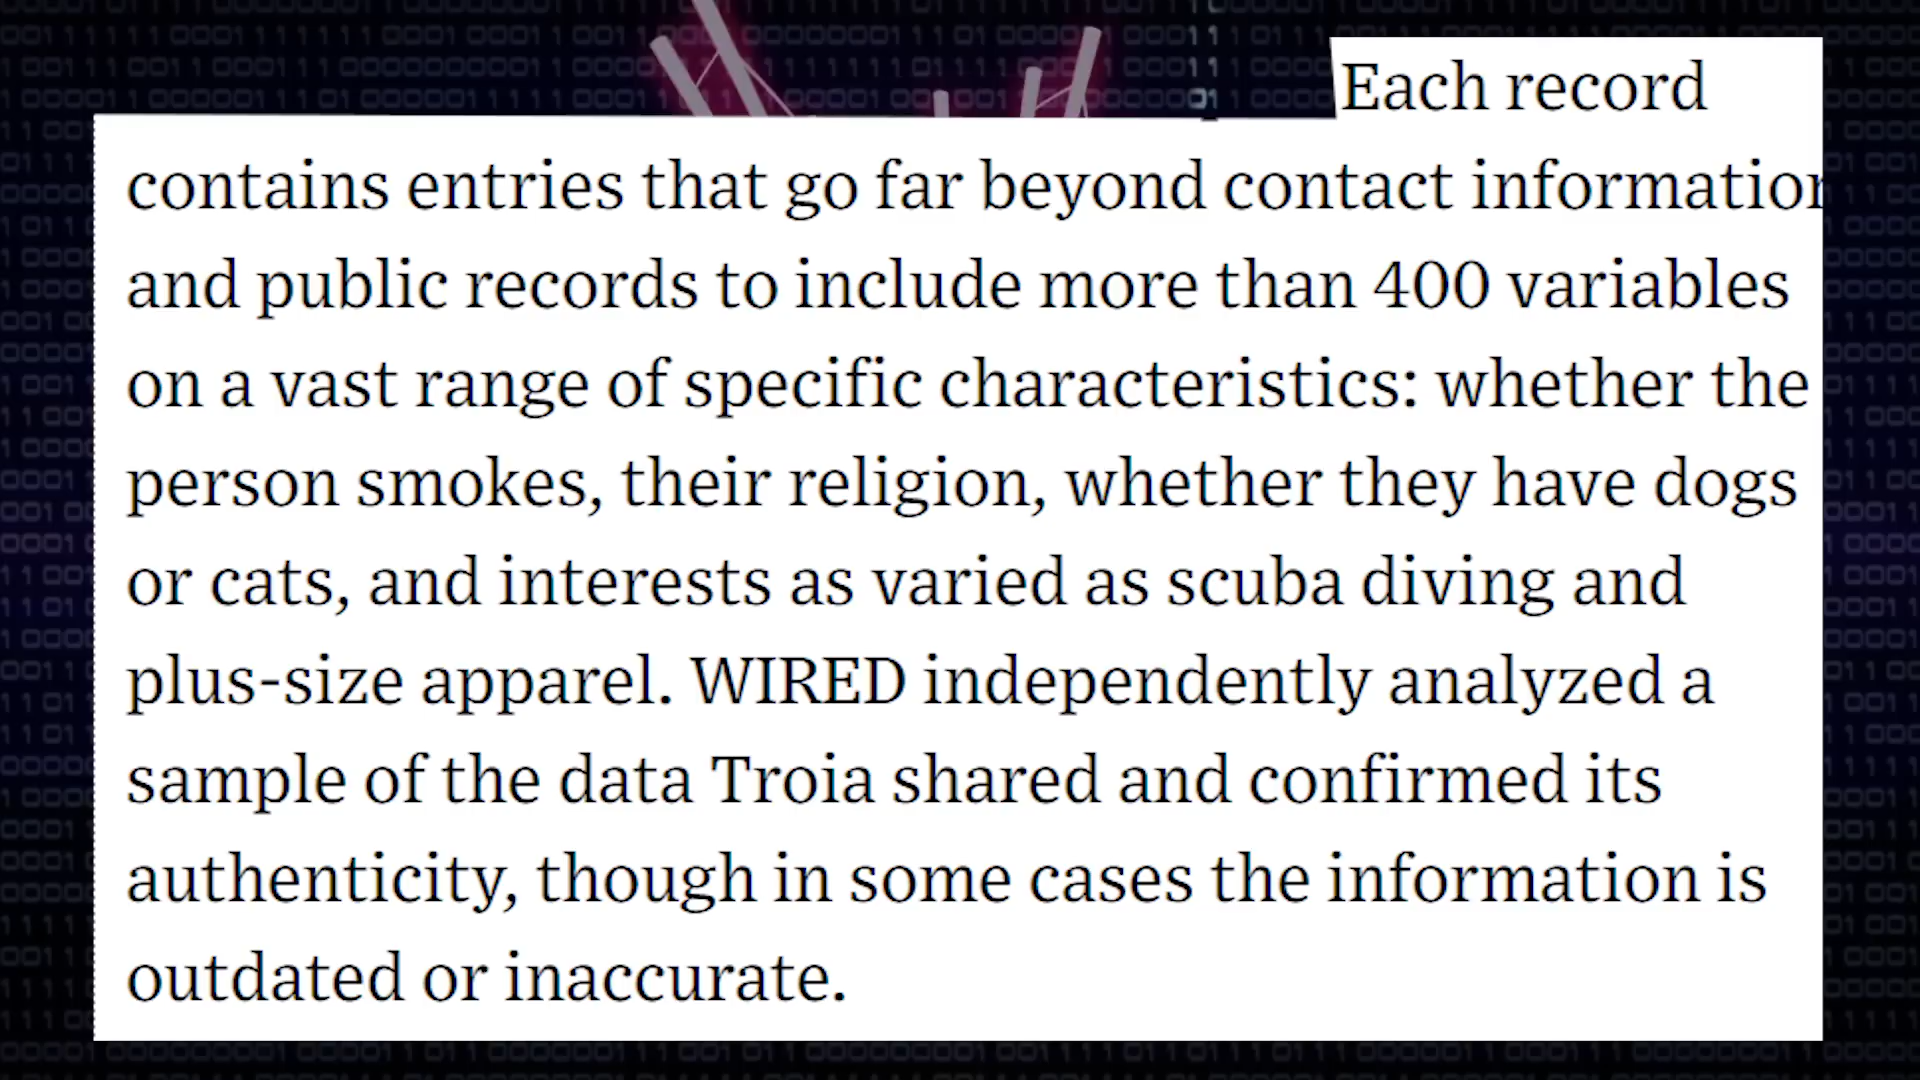 Each record
contains entries that go far beyond contact information
and public records to include more than 400 variables
on a vast range of specific characteristics: whether the
person smokes, their religion, whether they have dogs
or cats, and interests as varied as scuba diving and
plus-size apparel. WIRED independently analyzed a
sample of the data Troia shared and confirmed its
authenticity, though in some cases the information is
outdated or inaccurate.